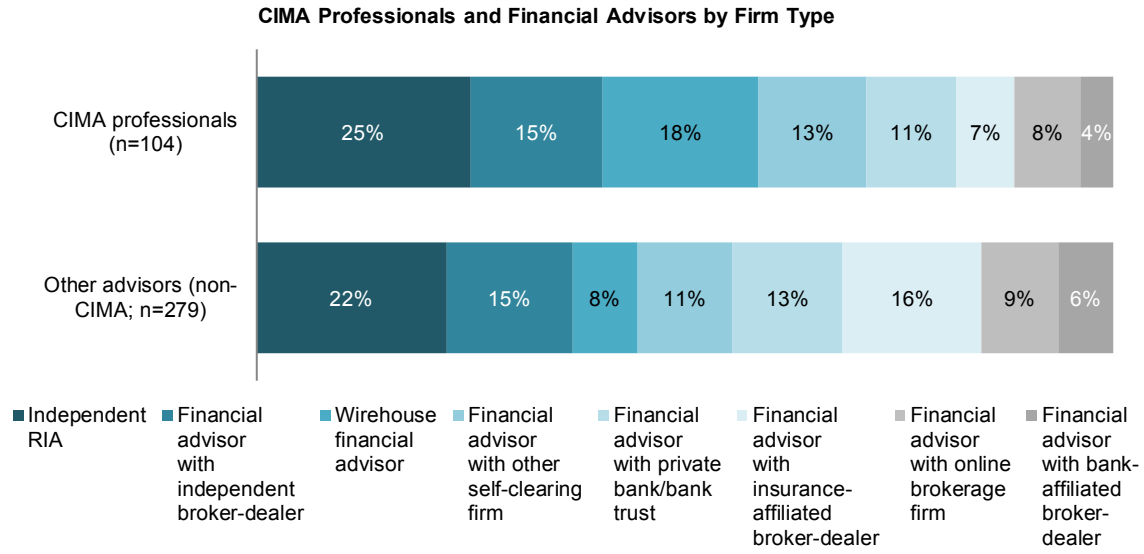 CIMA Professionals and Financial Advisors by Firm Type
CIMA professionals
(n=104)
25%
15%
18%
13%
11%
7%
8%
4%
Other advisors (non-
CIMA; n=279)
22%
15%
8%
11%
13%
16%
9%
6%
Independent
RIA
Financial
advisor
with
independent
broker-dealer
Wirehouse
financial
advisor
Financial
advisor
with other
self-clearing
firm
Financial
advisor
with private
bank/bank
trust
Financial
advisor with
insurance-
affiliated
broker-dealer
Financial
advisor
with online
brokerage
firm
Financial
advisor
with bank-
affiliated
broker-
dealer